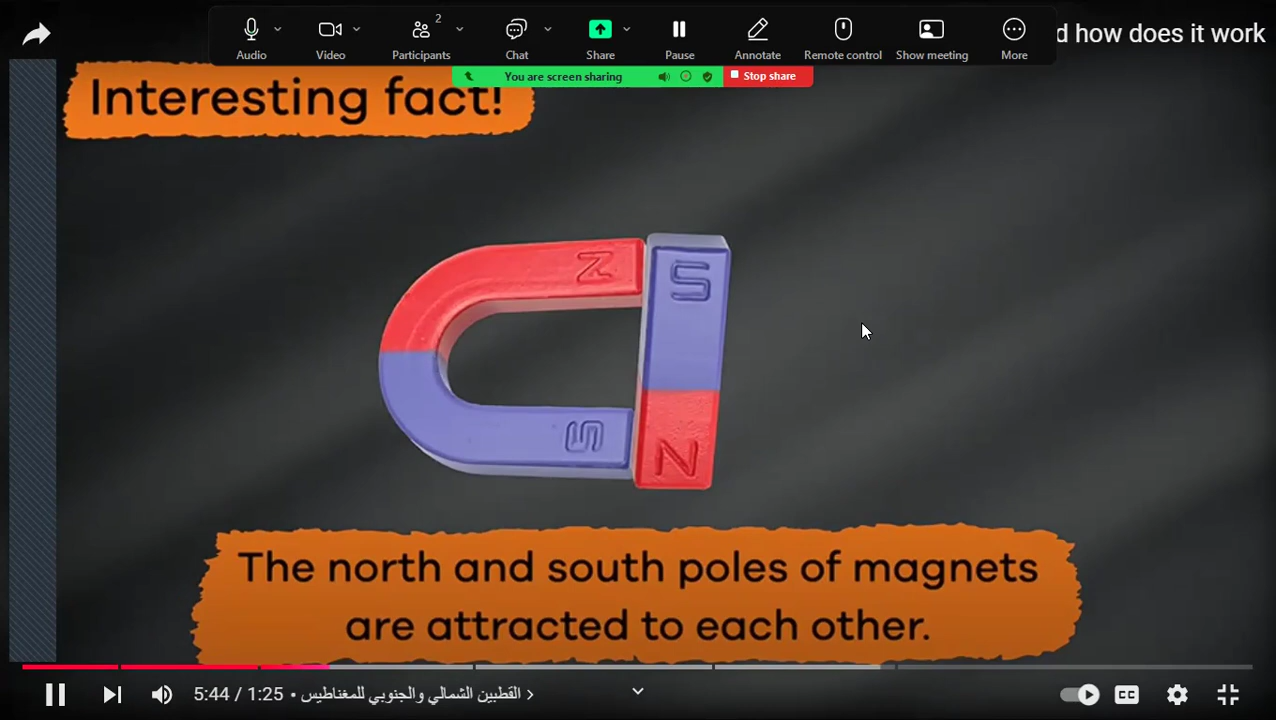 2
Audio
Video
Participants
Chat
Share
Pause
Annotate
Remote control
Show meeting
More
d how does it work
You are screen sharing
Stop share
Interesting fact!
N
S
S
N
The north and south poles of magnets
are attracted to each other.
5:44 / 1:25 • القطبين الشمالي والجنوبي للمغناطيس
CC